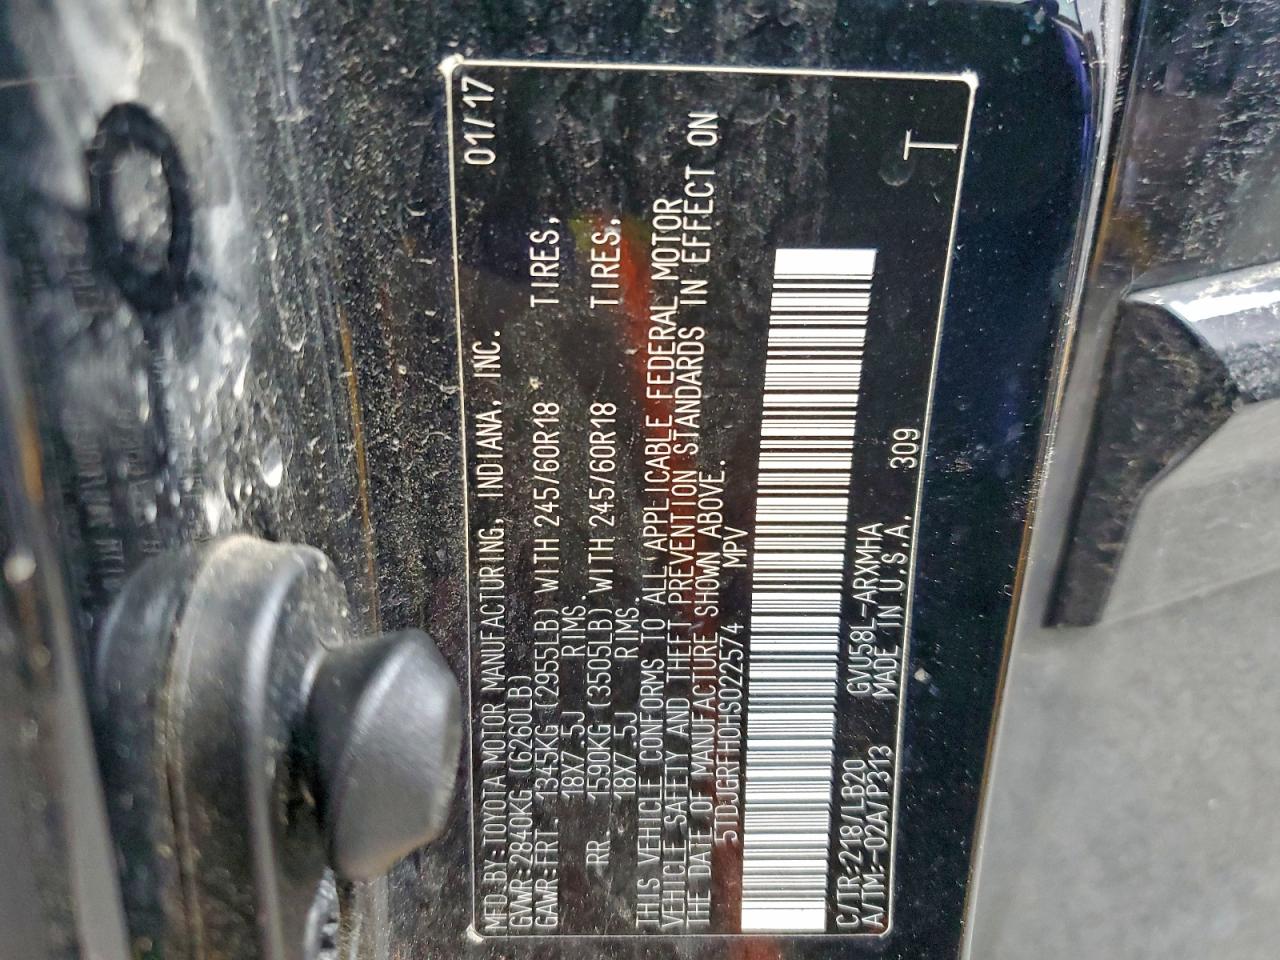 01/17
MFD.BY:TOYOTA MOTOR MANUFACTURING, INDIANA, INC.
GVWR:2840KG (6260LB)
GAWR:FRT. 1345KG (2955LB) WITH 245/60R18 TIRES,
18X7.5J RIMS.
RR. 1590KG (3505LB) WITH 245/60R18 TIRES,
18X7.5J RIMS.
THIS VEHICLE CONFORMS TO ALL APPLICABLE FEDERAL MOTOR
VEHICLE SAFETY AND THEFT PREVENTION STANDARDS IN EFFECT ON
THE DATE OF MANUFACTURE SHOWN ABOVE.
5TDJGRFH0HS022574 MPV
C/TR:218/LB20 GVU58L-ARXMHA
A/TM:-02A/P313 MADE IN U.S.A. 309
T